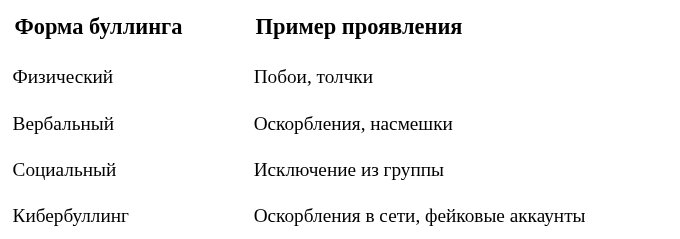 Форма буллинга Пример проявления
Физический Побои, толчки
Вербальный Оскорбления, насмешки
Социальный Исключение из группы
Кибербуллинг Оскорбления в сети, фейковые аккаунты